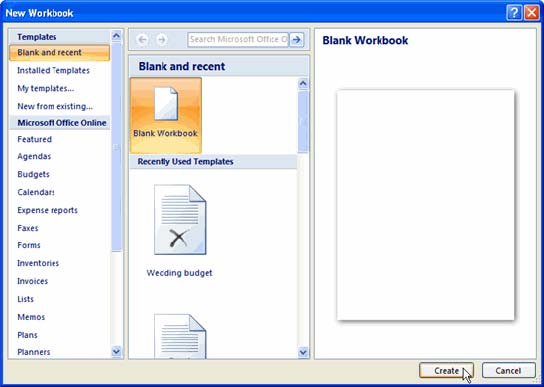 New Workbook
Templates
Blank and recent
Installed Templates
My templates...
New from existing...
Microsoft Office Online
Featured
Agendas
Budgets
Calendars
Expense reports
Faxes
Forms
Inventories
Invoices
Lists
Memos
Plans
Planners
Search Microsoft Office O
Blank and recent
Blank Workbook
Recently Used Templates
Wedding budget
Blank Workbook
Create
Cancel